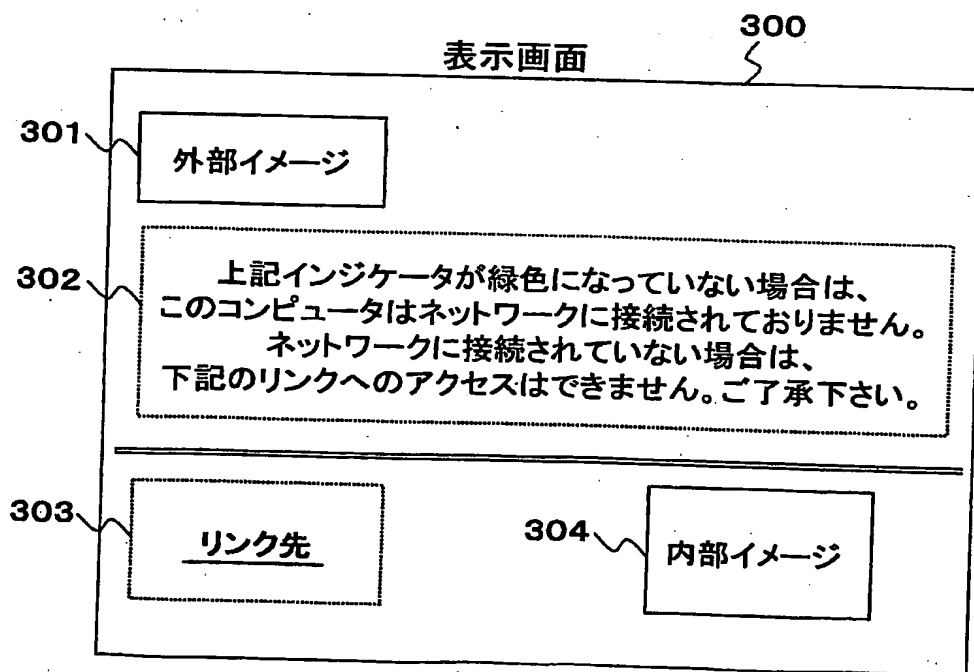 300
表示画面
301
外部イメージ
302
上記インジケータが緑色になっていない場合は、
このコンピュータはネットワークに接続されておりません。
ネットワークに接続されていない場合は、
下記のリンクへのアクセスはできません。ご了承下さい。
303
リンク先
304
内部イメージ